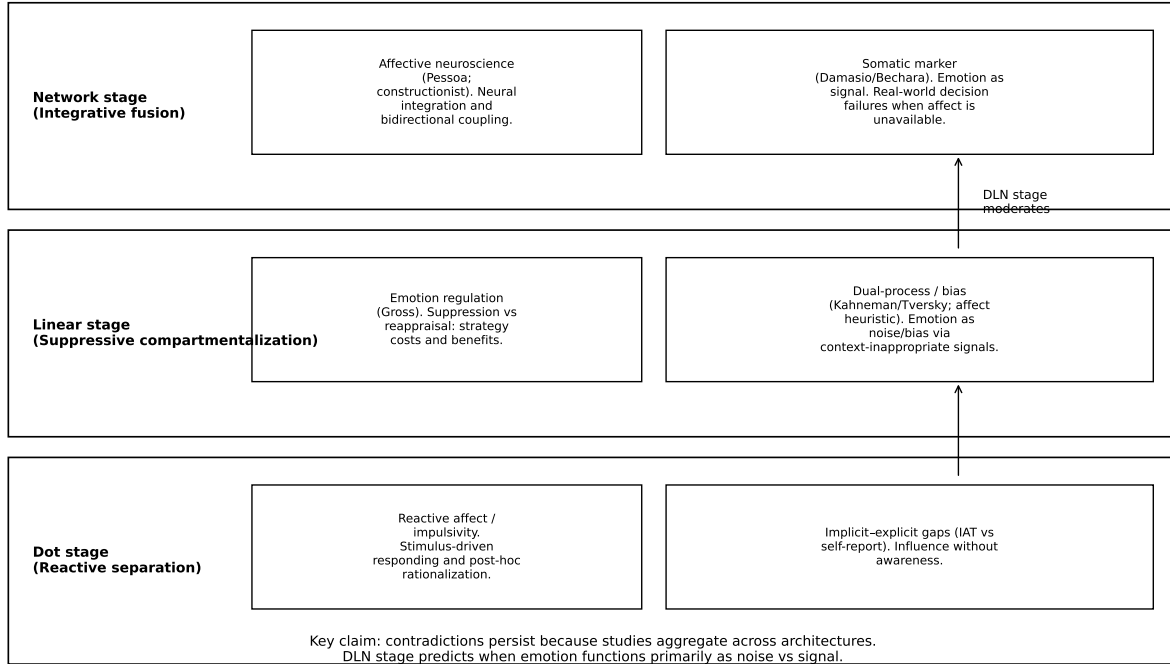 Network stage
(Integrative fusion)
Affective neuroscience
(Pessoa;
constructionist). Neural
integration and
bidirectional coupling.
Somatic marker
(Damasio/Bechara). Emotion as
signal. Real-world decision
failures when affect is
unavailable.
DLN stage
moderates
Linear stage
(Suppressive compartmentalization)
Emotion regulation
(Gross). Suppression vs
reappraisal: strategy
costs and benefits.
Dual-process / bias
(Kahneman/Tversky; affect
heuristic). Emotion as
noise/bias via
context-inappropriate signals.
Dot stage
(Reactive separation)
Reactive affect /
impulsivity.
Stimulus-driven
responding and post-hoc
rationalization.
Implicit–explicit gaps (IAT vs
self-report). Influence without
awareness.
Key claim: contradictions persist because studies aggregate across architectures.
DLN stage predicts when emotion functions primarily as noise vs signal.